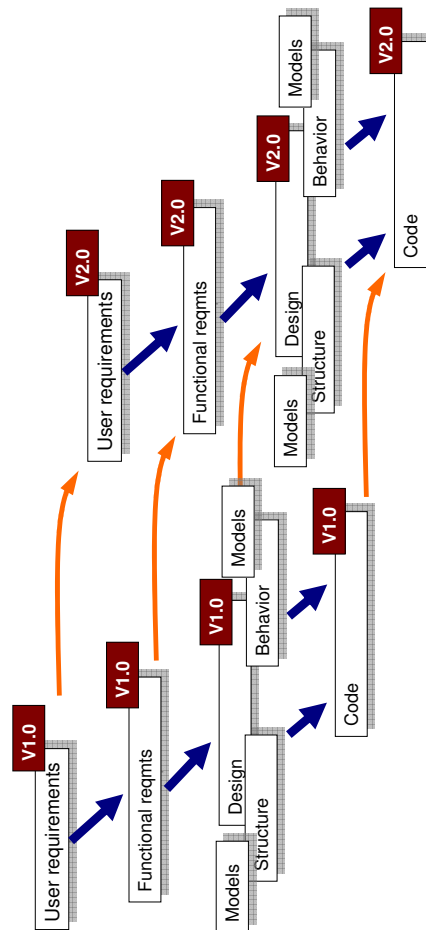 V1.0
User requirements
V1.0
Functional reqmts
V1.0
Design
Models
Structure
Models
Behavior
V1.0
Code
V2.0
User requirements
V2.0
Functional reqmts
V2.0
Design
Models
Structure
Models
Behavior
V2.0
Code